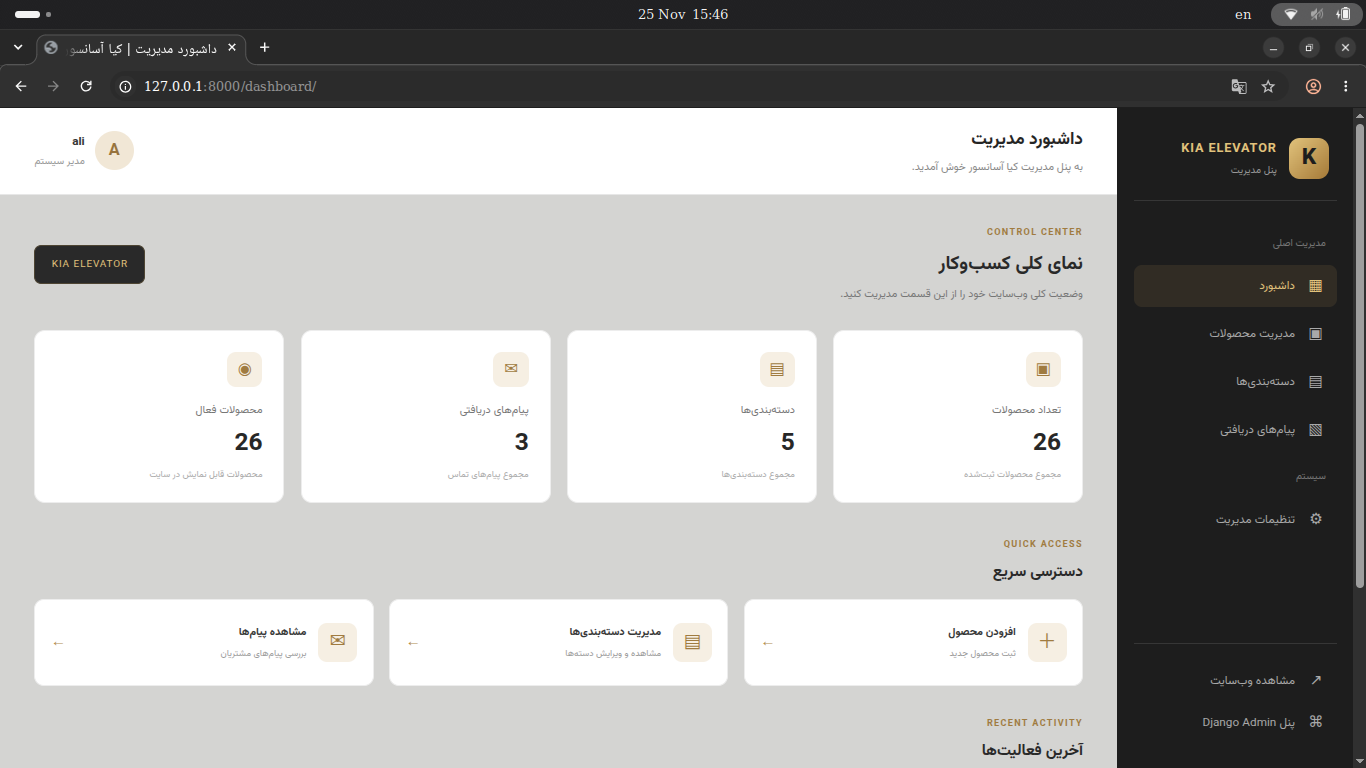 25 Nov 15:46
en
داشبورد مدیریت | کیا آسانسو
127.0.0.1:8000/dashboard/
K
KIA ELEVATOR
پنل مدیریت
مدیریت اصلی
داشبورد
مدیریت محصولات
دسته‌بندی‌ها
پیام‌های دریافتی
سیستم
تنظیمات مدیریت
مشاهده وب‌سایت
پنل Django Admin
داشبورد مدیریت
به پنل مدیریت کیا آسانسور خوش آمدید.
A
ali
مدیر سیستم
CONTROL CENTER
نمای کلی کسب‌وکار
وضعیت کلی وب‌سایت خود را از این قسمت مدیریت کنید.
KIA ELEVATOR
تعداد محصولات
26
مجموع محصولات ثبت‌شده
دسته‌بندی‌ها
5
مجموع دسته‌بندی‌ها
پیام‌های دریافتی
3
مجموع پیام‌های تماس
محصولات فعال
26
محصولات قابل نمایش در سایت
QUICK ACCESS
دسترسی سریع
افزودن محصول
ثبت محصول جدید
مدیریت دسته‌بندی‌ها
مشاهده و ویرایش دسته‌ها
مشاهده پیام‌ها
بررسی پیام‌های مشتریان
RECENT ACTIVITY
آخرین فعالیت‌ها